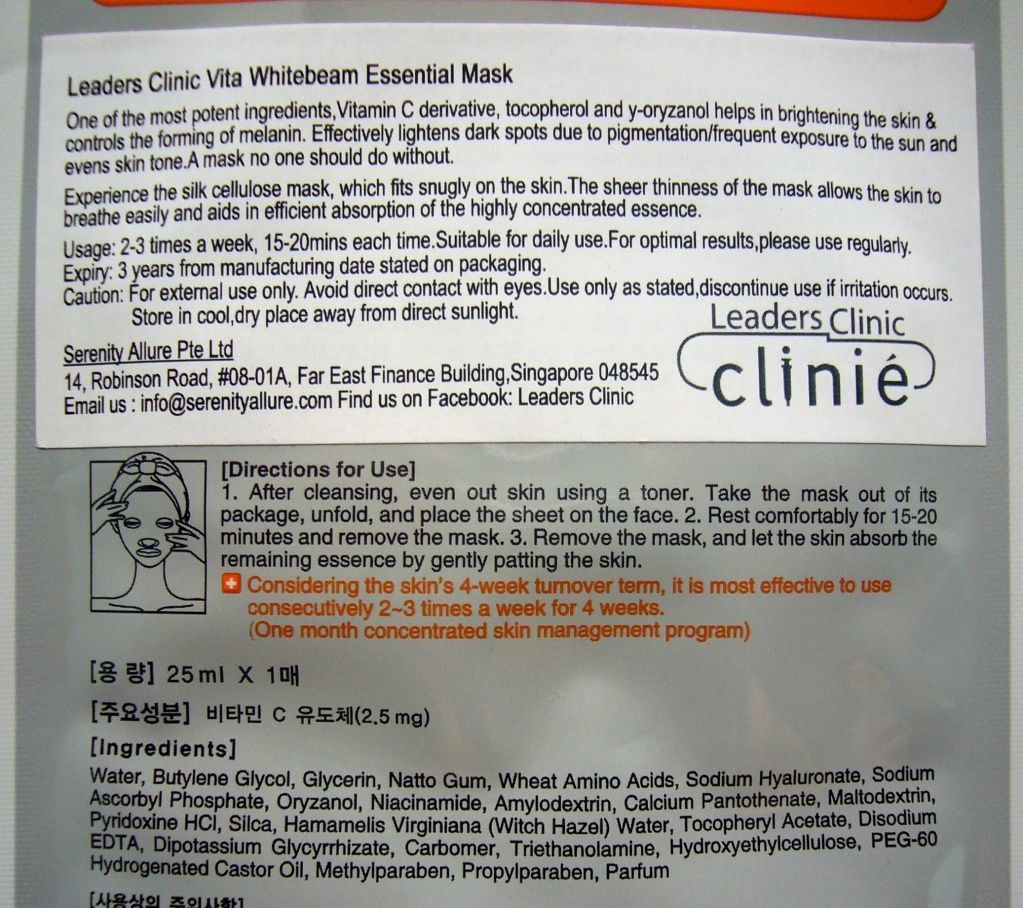 Leaders Clinic Vita Whitebeam Essential Mask
One of the most potent ingredients,Vitamin C derivative, tocopherol and y-oryzanol helps in brightening the skin &
controls the forming of melanin. Effectively lightens dark spots due to pigmentation/frequent exposure to the sun and
evens skin tone.A mask no one should do without.
Experience the silk cellulose mask, which fits snugly on the skin.The sheer thinness of the mask allows the skin to
breathe easily and aids in efficient absorption of the highly concentrated essence.
Usage: 2-3 times a week, 15-20mins each time.Suitable for daily use.For optimal results,please use regularly.
Expiry: 3 years from manufacturing date stated on packaging.
Caution: For external use only. Avoid direct contact with eyes.Use only as stated,discontinue use if irritation occurs.
Store in cool,dry place away from direct sunlight.
Leaders Clinic
clinié
Serenity Allure Pte Ltd
14, Robinson Road, #08-01A, Far East Finance Building,Singapore 048545
Email us : info@serenityallure.com Find us on Facebook: Leaders Clinic
[Directions for Use]
1. After cleansing, even out skin using a toner. Take the mask out of its
package, unfold, and place the sheet on the face. 2. Rest comfortably for 15-20
minutes and remove the mask. 3. Remove the mask, and let the skin absorb the
remaining essence by gently patting the skin.
Considering the skin's 4-week turnover term, it is most effective to use
consecutively 2~3 times a week for 4 weeks.
(One month concentrated skin management program)
[용 량] 25ml X 1매
[주요성분] 비타민 C 유도체(2.5mg)
[Ingredients]
Water, Butylene Glycol, Glycerin, Natto Gum, Wheat Amino Acids, Sodium Hyaluronate, Sodium
Ascorbyl Phosphate, Oryzanol, Niacinamide, Amylodextrin, Calcium Pantothenate, Maltodextrin,
Pyridoxine HCl, Silca, Hamamelis Virginiana (Witch Hazel) Water, Tocopheryl Acetate, Disodium
EDTA, Dipotassium Glycyrrhizate, Carbomer, Triethanolamine, Hydroxyethylcellulose, PEG-60
Hydrogenated Castor Oil, Methylparaben, Propylparaben, Parfum
[사용상의 주의사항]